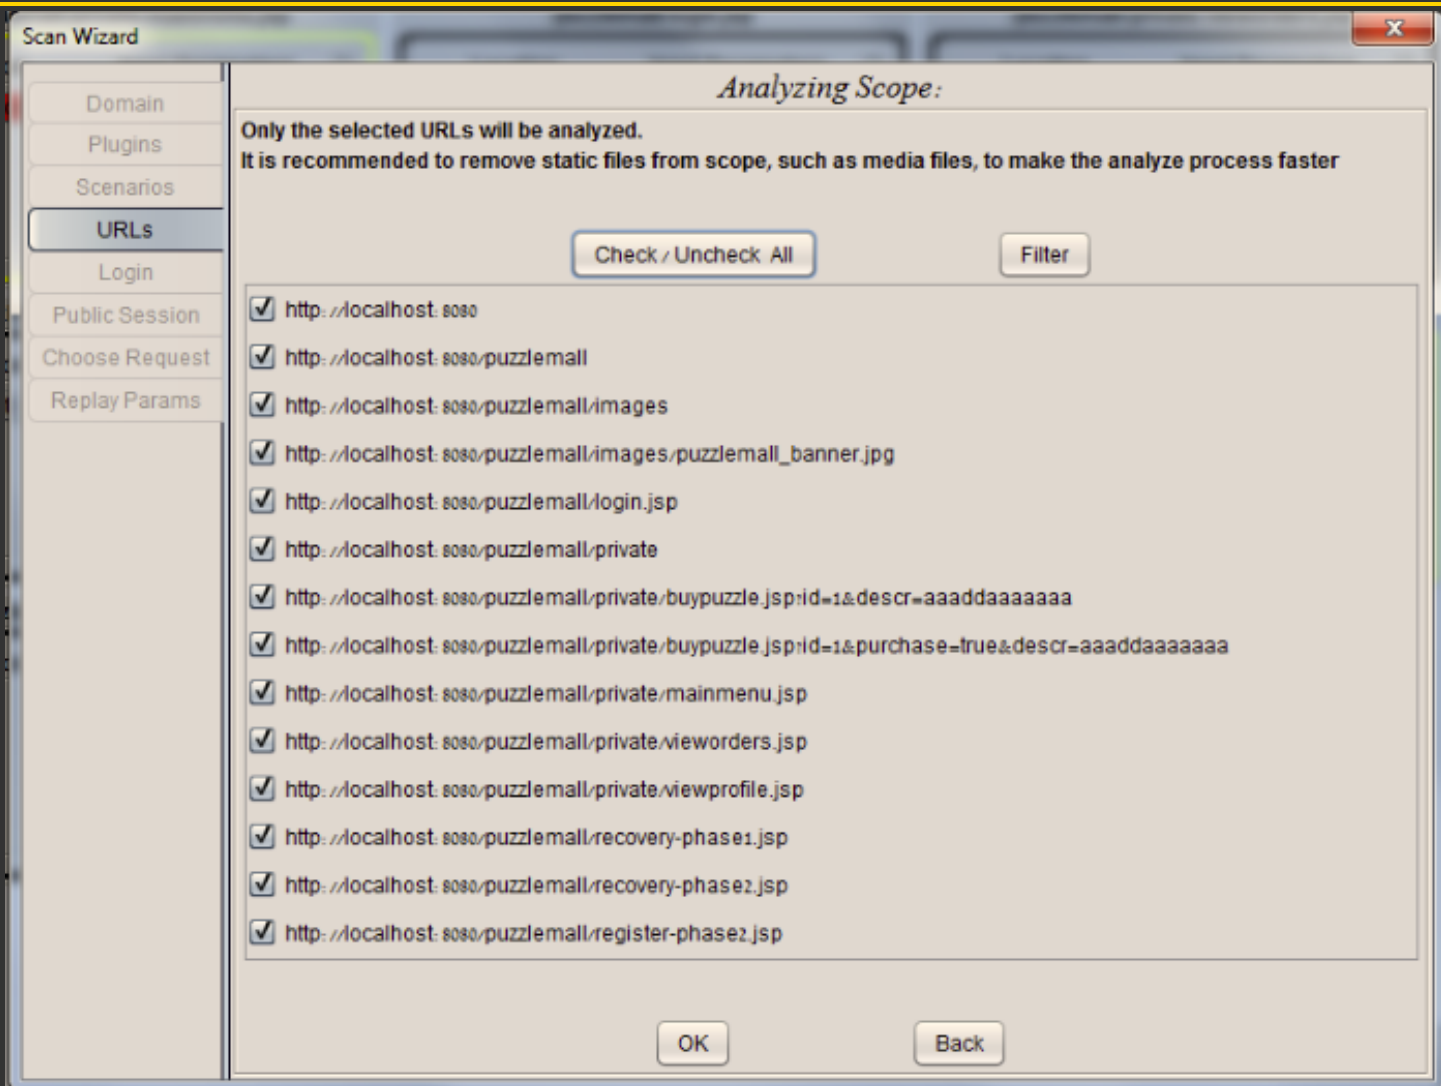 Scan Wizard
Domain
Plugins
Scenarios
URLs
Login
Public Session
Choose Request
Replay Params
Analyzing Scope:
Only the selected URLs will be analyzed.
It is recommended to remove static files from scope, such as media files, to make the analyze process faster
Check / Uncheck All
Filter
http://localhost:8080
http://localhost:8080/puzzlemall
http://localhost:8080/puzzlemall/images
http://localhost:8080/puzzlemall/images/puzzlemall_banner.jpg
http://localhost:8080/puzzlemall/login.jsp
http://localhost:8080/puzzlemall/private
http://localhost:8080/puzzlemall/private/buypuzzle.jsp?id=1&descr=aaaddaaaaaaa
http://localhost:8080/puzzlemall/private/buypuzzle.jsp?id=1&purchase=true&descr=aaaddaaaaaaa
http://localhost:8080/puzzlemall/private/mainmenu.jsp
http://localhost:8080/puzzlemall/private/vieworders.jsp
http://localhost:8080/puzzlemall/private/viewprofile.jsp
http://localhost:8080/puzzlemall/recovery-phase1.jsp
http://localhost:8080/puzzlemall/recovery-phase2.jsp
http://localhost:8080/puzzlemall/register-phase2.jsp
OK
Back